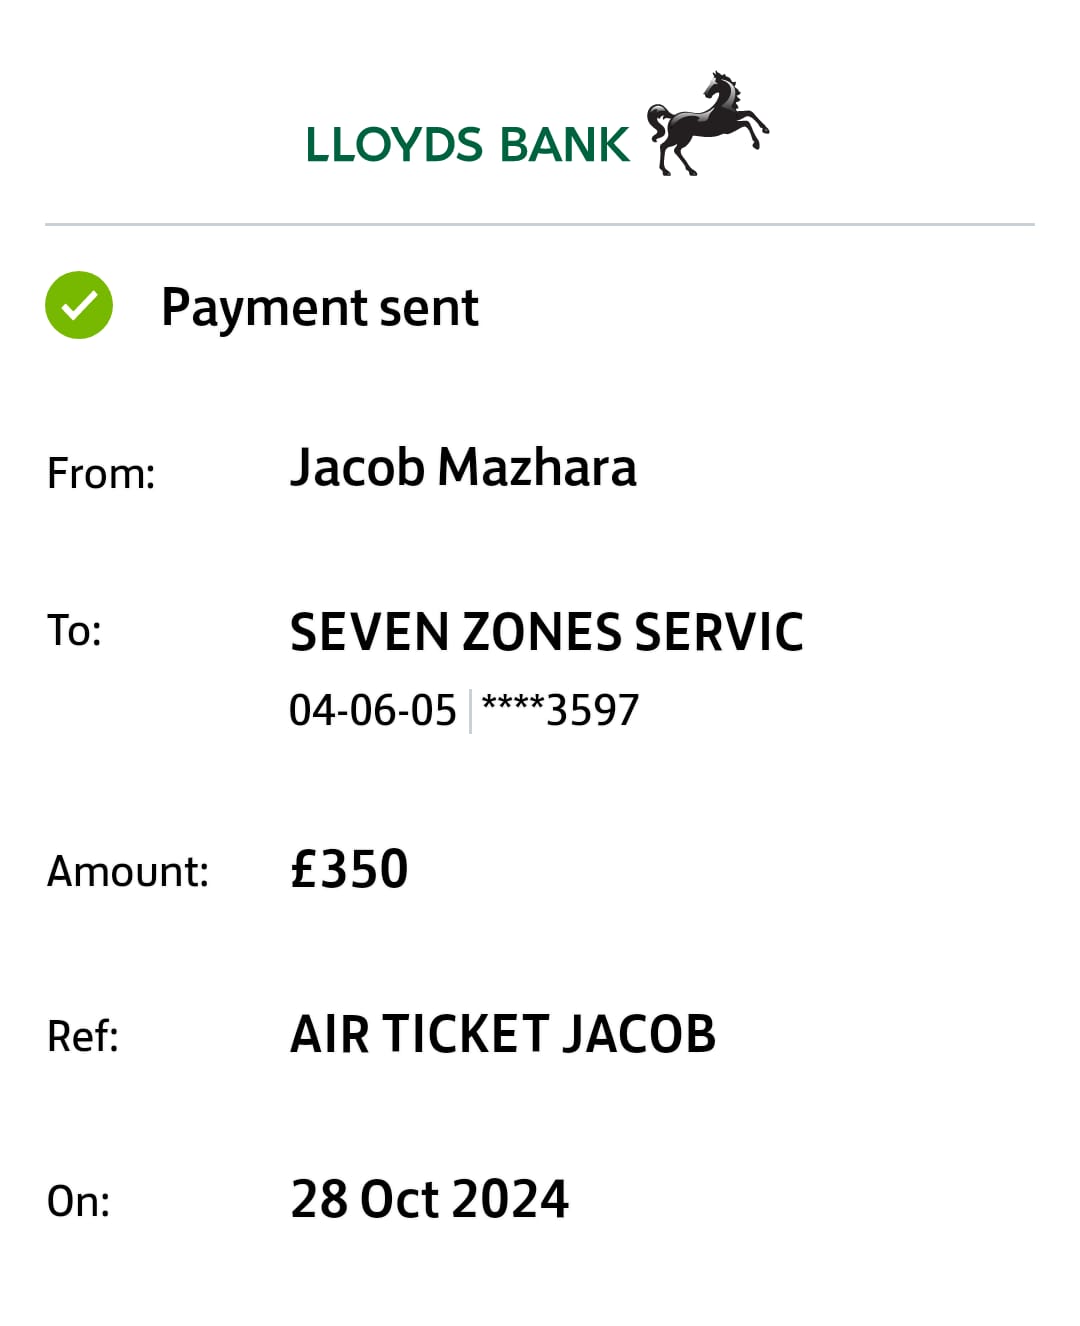 LLOYDS BANK
Payment sent
From: Jacob Mazhara
To: SEVEN ZONES SERVIC
04-06-05 ****3597
Amount: £350
Ref: AIR TICKET JACOB
On: 28 Oct 2024